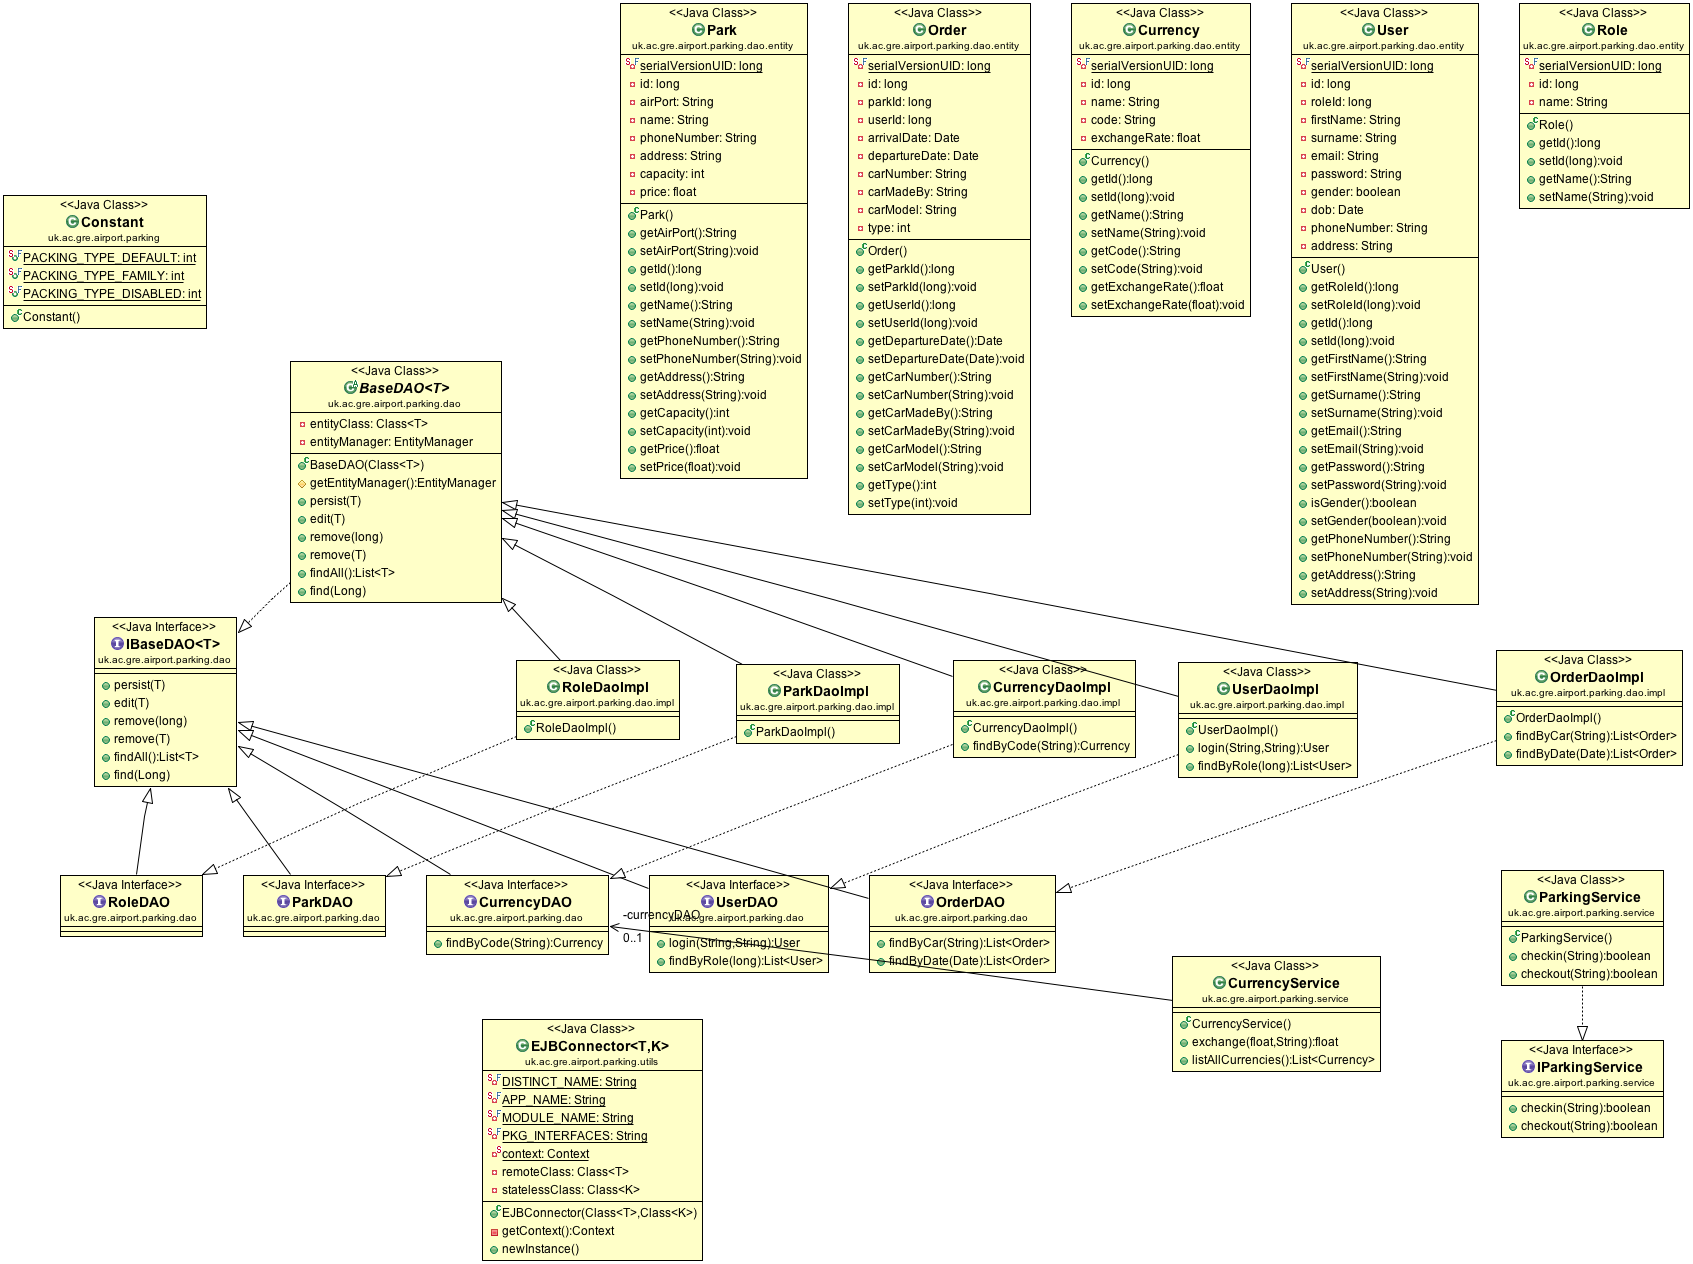 <<Java Class>>
Park
uk.ac.gre.airport.parking.dao.entity
serialVersionUID: long
id: long
airPort: String
name: String
phoneNumber: String
address: String
capacity: int
price: float
Park()
getAirPort():String
setAirPort(String):void
getId():long
setId(long):void
getName():String
setName(String):void
getPhoneNumber():String
setPhoneNumber(String):void
getAddress():String
setAddress(String):void
getCapacity():int
setCapacity(int):void
getPrice():float
setPrice(float):void
<<Java Class>>
Order
uk.ac.gre.airport.parking.dao.entity
serialVersionUID: long
id: long
parkId: long
userId: long
arrivalDate: Date
departureDate: Date
carNumber: String
carMadeBy: String
carModel: String
type: int
Order()
getParkId():long
setParkId(long):void
getUserId():long
setUserId(long):void
getDepartureDate():Date
setDepartureDate(Date):void
getCarNumber():String
setCarNumber(String):void
getCarMadeBy():String
setCarMadeBy(String):void
getCarModel():String
setCarModel(String):void
getType():int
setType(int):void
<<Java Class>>
Currency
uk.ac.gre.airport.parking.dao.entity
serialVersionUID: long
id: long
name: String
code: String
exchangeRate: float
Currency()
getId():long
setId(long):void
getName():String
setName(String):void
getCode():String
setCode(String):void
getExchangeRate():float
setExchangeRate(float):void
<<Java Class>>
User
uk.ac.gre.airport.parking.dao.entity
serialVersionUID: long
id: long
roleId: long
firstName: String
surname: String
email: String
password: String
gender: boolean
dob: Date
phoneNumber: String
address: String
User()
getRoleId():long
setRoleId(long):void
getId():long
setId(long):void
getFirstName():String
setFirstName(String):void
getSurname():String
setSurname(String):void
getEmail():String
setEmail(String):void
getPassword():String
setPassword(String):void
isGender():boolean
setGender(boolean):void
getPhoneNumber():String
setPhoneNumber(String):void
getAddress():String
setAddress(String):void
<<Java Class>>
Role
uk.ac.gre.airport.parking.dao.entity
serialVersionUID: long
id: long
name: String
Role()
getId():long
setId(long):void
getName():String
setName(String):void
<<Java Class>>
Constant
uk.ac.gre.airport.parking
PACKING_TYPE_DEFAULT: int
PACKING_TYPE_FAMILY: int
PACKING_TYPE_DISABLED: int
Constant()
<<Java Class>>
BaseDAO<T>
uk.ac.gre.airport.parking.dao
entityClass: Class<T>
entityManager: EntityManager
BaseDAO(Class<T>)
getEntityManager():EntityManager
persist(T)
edit(T)
remove(long)
remove(T)
findAll():List<T>
find(Long)
<<Java Interface>>
IBaseDAO<T>
uk.ac.gre.airport.parking.dao
persist(T)
edit(T)
remove(long)
remove(T)
findAll():List<T>
find(Long)
<<Java Class>>
RoleDaoImpl
uk.ac.gre.airport.parking.dao.impl
RoleDaoImpl()
<<Java Class>>
ParkDaoImpl
uk.ac.gre.airport.parking.dao.impl
ParkDaoImpl()
<<Java Class>>
CurrencyDaoImpl
uk.ac.gre.airport.parking.dao.impl
CurrencyDaoImpl()
findByCode(String):Currency
<<Java Class>>
UserDaoImpl
uk.ac.gre.airport.parking.dao.impl
UserDaoImpl()
login(String,String):User
findByRole(long):List<User>
<<Java Class>>
OrderDaoImpl
uk.ac.gre.airport.parking.dao.impl
OrderDaoImpl()
findByCar(String):List<Order>
findByDate(Date):List<Order>
<<Java Interface>>
RoleDAO
uk.ac.gre.airport.parking.dao
<<Java Interface>>
ParkDAO
uk.ac.gre.airport.parking.dao
<<Java Interface>>
CurrencyDAO
uk.ac.gre.airport.parking.dao
findByCode(String):Currency
-currencyDAO
0..1
<<Java Interface>>
UserDAO
uk.ac.gre.airport.parking.dao
login(String,String):User
findByRole(long):List<User>
<<Java Interface>>
OrderDAO
uk.ac.gre.airport.parking.dao
findByCar(String):List<Order>
findByDate(Date):List<Order>
<<Java Class>>
ParkingService
uk.ac.gre.airport.parking.service
ParkingService()
checkin(String):boolean
checkout(String):boolean
<<Java Class>>
CurrencyService
uk.ac.gre.airport.parking.service
CurrencyService()
exchange(float,String):float
listAllCurrencies():List<Currency>
<<Java Interface>>
IParkingService
uk.ac.gre.airport.parking.service
checkin(String):boolean
checkout(String):boolean
<<Java Class>>
EJBConnector<T,K>
uk.ac.gre.airport.parking.utils
DISTINCT_NAME: String
APP_NAME: String
MODULE_NAME: String
PKG_INTERFACES: String
context: Context
remoteClass: Class<T>
statelessClass: Class<K>
EJBConnector(Class<T>,Class<K>)
getContext():Context
newInstance()